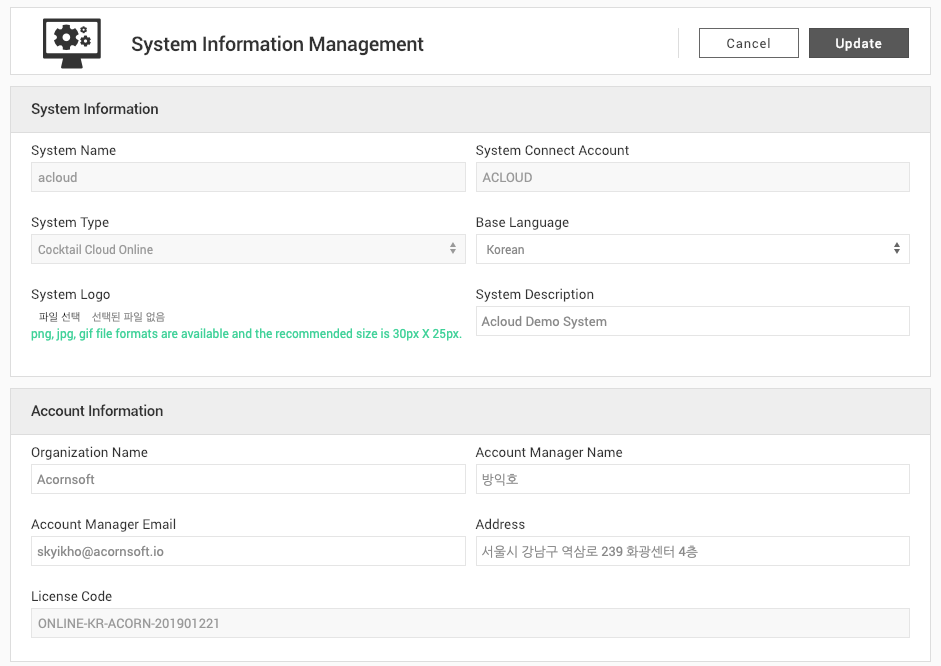 System Information Management
Cancel
Update
System Information
System Name
System Connect Account
acloud
ACLOUD
System Type
Base Language
Cocktail Cloud Online
Korean
System Logo
System Description
파일 선택 선택된 파일 없음
Acloud Demo System
png, jpg, gif file formats are available and the recommended size is 30px X 25px.
Account Information
Organization Name
Account Manager Name
Acornsoft
방익호
Account Manager Email
Address
skyikho@acornsoft.io
서울시 강남구 역삼로 239 화광센터 4층
License Code
ONLINE-KR-ACORN-201901221